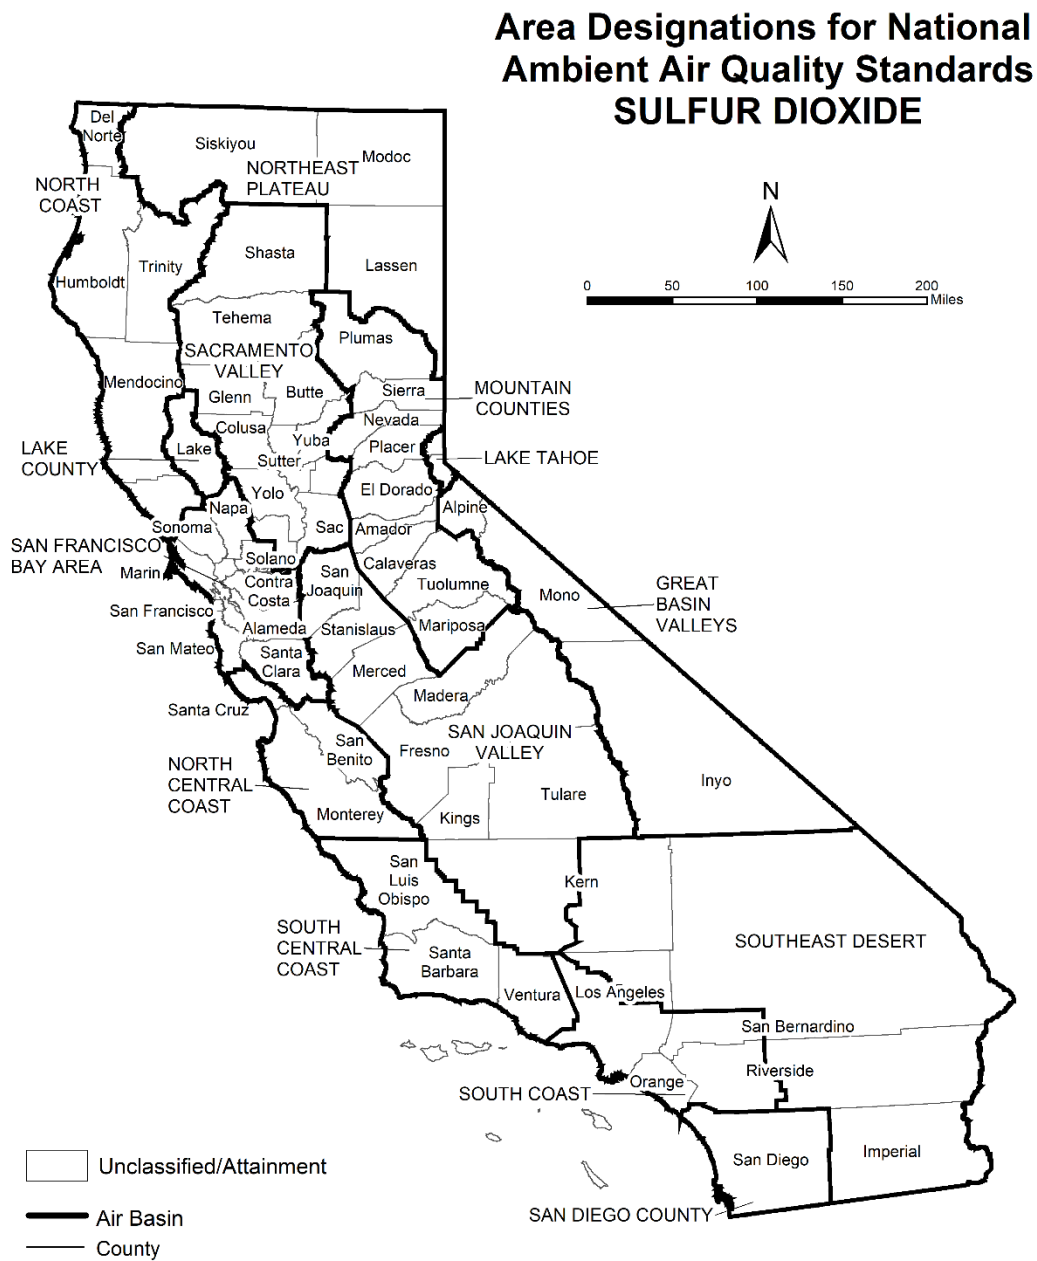 Area Designations for National
Ambient Air Quality Standards
SULFUR DIOXIDE
Del
Norte
Siskiyou
Modoc
NORTHEAST
PLATEAU
NORTH
COAST
N
Shasta
Lassen
Trinity
Humboldt
0 50 100 150 200
Miles
Tehema
Plumas
SACRAMENTO
VALLEY
Mendocino
Butte
Sierra
Glenn
MOUNTAIN
COUNTIES
Nevada
Colusa
Yuba
Placer
LAKE
COUNTY
Lake
Sutter
LAKE TAHOE
Yolo
El Dorado
Napa
Alpine
Sonoma
Sac
Amador
SAN FRANCISCO
BAY AREA
Solano
Marin
Calaveras
Contra
Costa
San
Joaquin
Tuolumne
Mono
GREAT
BASIN
VALLEYS
San Francisco
Alameda
Stanislaus
Mariposa
San Mateo
Santa
Clara
Merced
Madera
Santa Cruz
SAN JOAQUIN
VALLEY
San
Benito
Fresno
NORTH
CENTRAL
COAST
Inyo
Tulare
Monterey
Kings
San
Luis
Obispo
Kern
SOUTH
CENTRAL
COAST
SOUTHEAST DESERT
Santa
Barbara
Ventura
Los Angeles
San Bernardino
Riverside
Orange
SOUTH COAST
San Diego
Imperial
SAN DIEGO COUNTY
Unclassified/Attainment
Air Basin
County